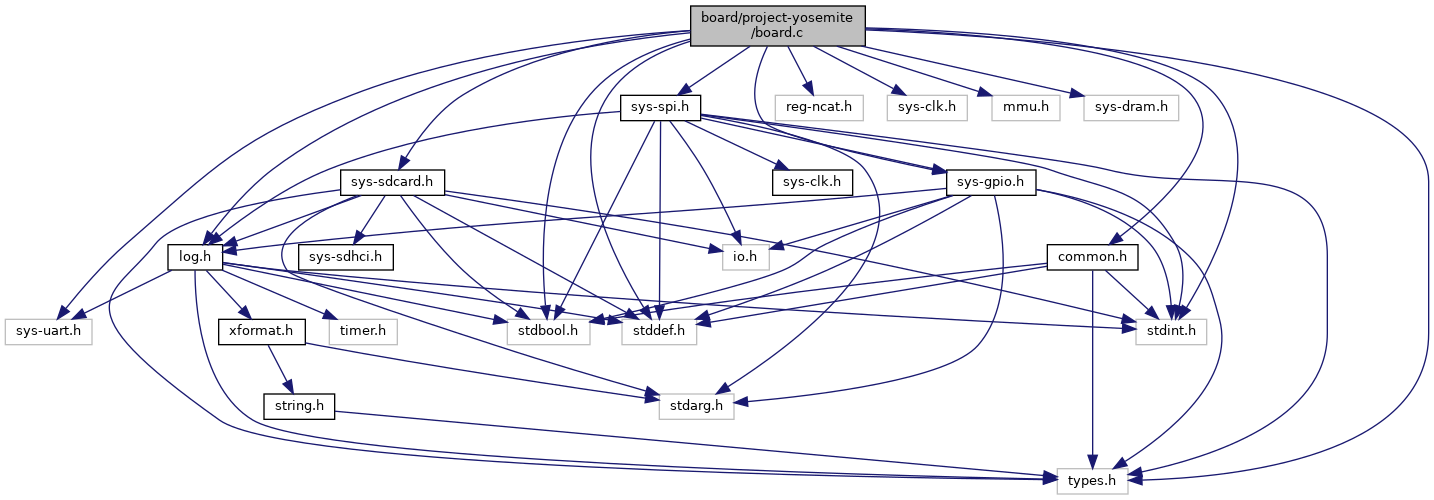 board/project-yosemite
/board.c
sys-spi.h
reg-ncat.h
sys-clk.h
mmu.h
sys-dram.h
sys-sdcard.h
sys-clk.h
sys-gpio.h
log.h
sys-sdhci.h
io.h
common.h
sys-uart.h
xformat.h
timer.h
stdbool.h
stddef.h
stdint.h
string.h
stdarg.h
types.h